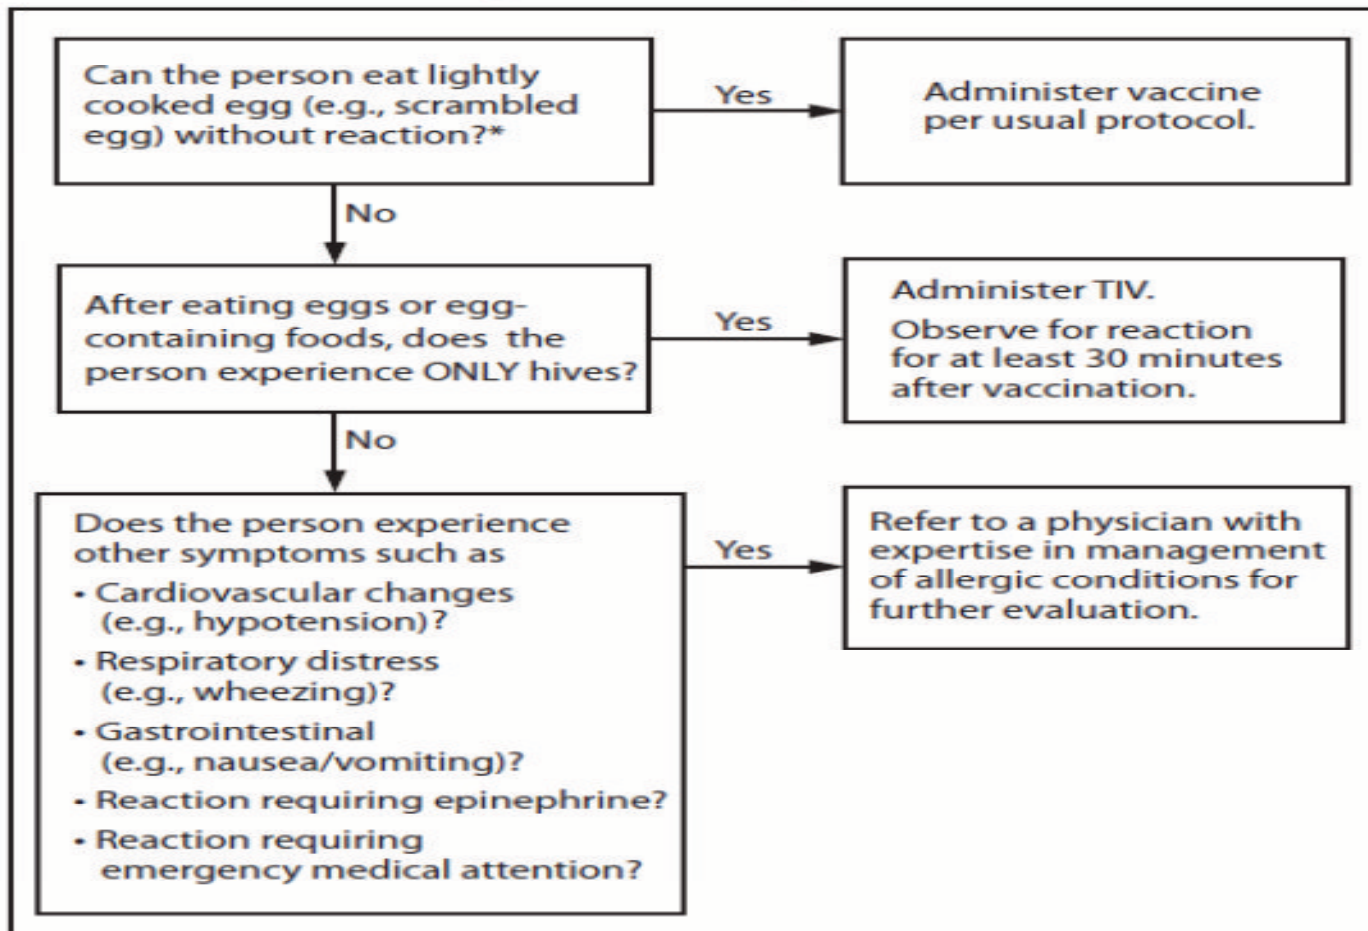 Can the person eat lightly
cooked egg (e.g., scrambled
egg) without reaction?*
Yes
Administer vaccine
per usual protocol.
No
After eating eggs or egg-
containing foods, does the
person experience ONLY hives?
Yes
Administer TIV.
Observe for reaction
for at least 30 minutes
after vaccination.
No
Does the person experience
other symptoms such as
• Cardiovascular changes
(e.g., hypotension)?
• Respiratory distress
(e.g., wheezing)?
• Gastrointestinal
(e.g., nausea/vomiting)?
• Reaction requiring epinephrine?
• Reaction requiring
emergency medical attention?
Yes
Refer to a physician with
expertise in management
of allergic conditions for
further evaluation.